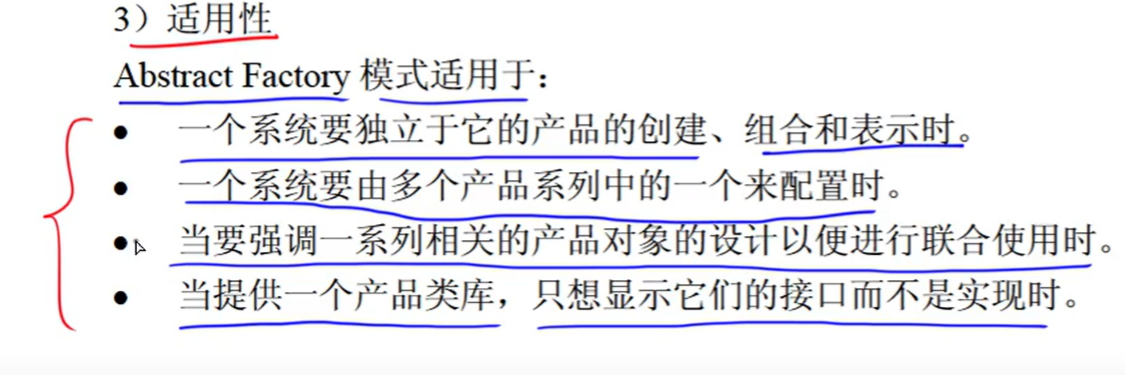 3）适用性
Abstract Factory 模式适用于：
● 一个系统要独立于它的产品的创建、组合和表示时。
● 一个系统要由多个产品系列中的一个来配置时。
● 当要强调一系列相关的产品对象的设计以便进行联合使用时。
● 当提供一个产品类库，只想显示它们的接口而不是实现时。